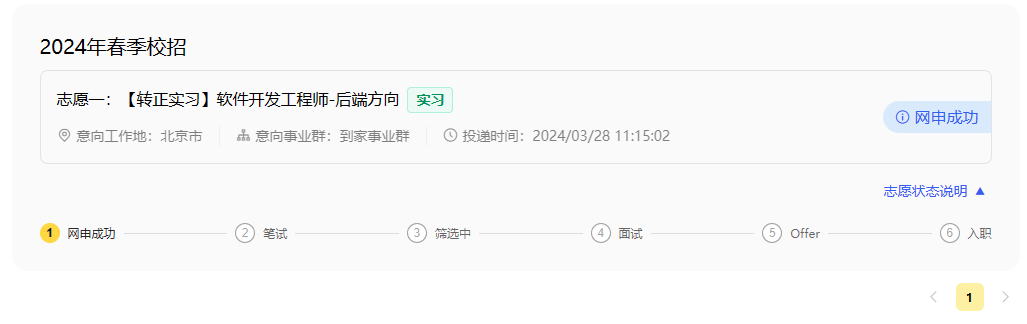 2024年春季校招
志愿一：【转正实习】软件开发工程师-后端方向 实习
意向工作地：北京市 意向事业群：到家事业群 投递时间：2024/03/28 11:15:02
网申成功
志愿状态说明 ▲
1 网申成功 2 笔试 3 筛选中 4 面试 5 Offer 6 入职
1